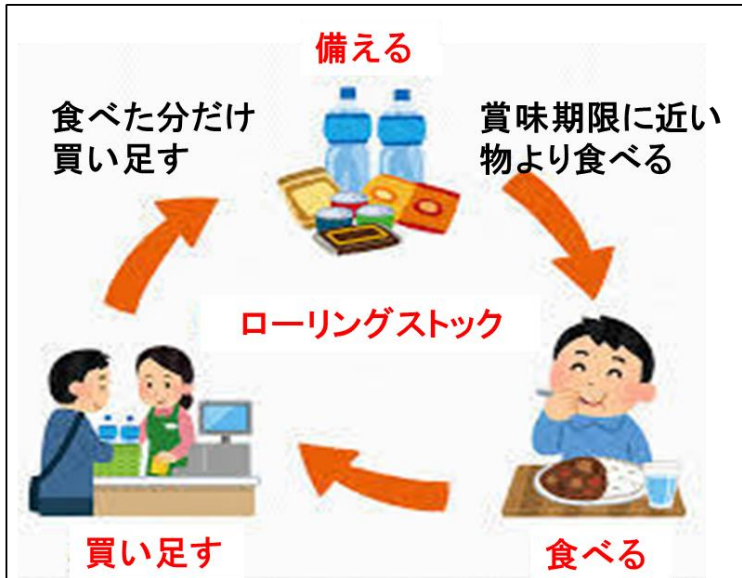 備える
食べた分だけ
買い足す
賞味期限に近い
物より食べる
ローリングストック
買い足す
食べる